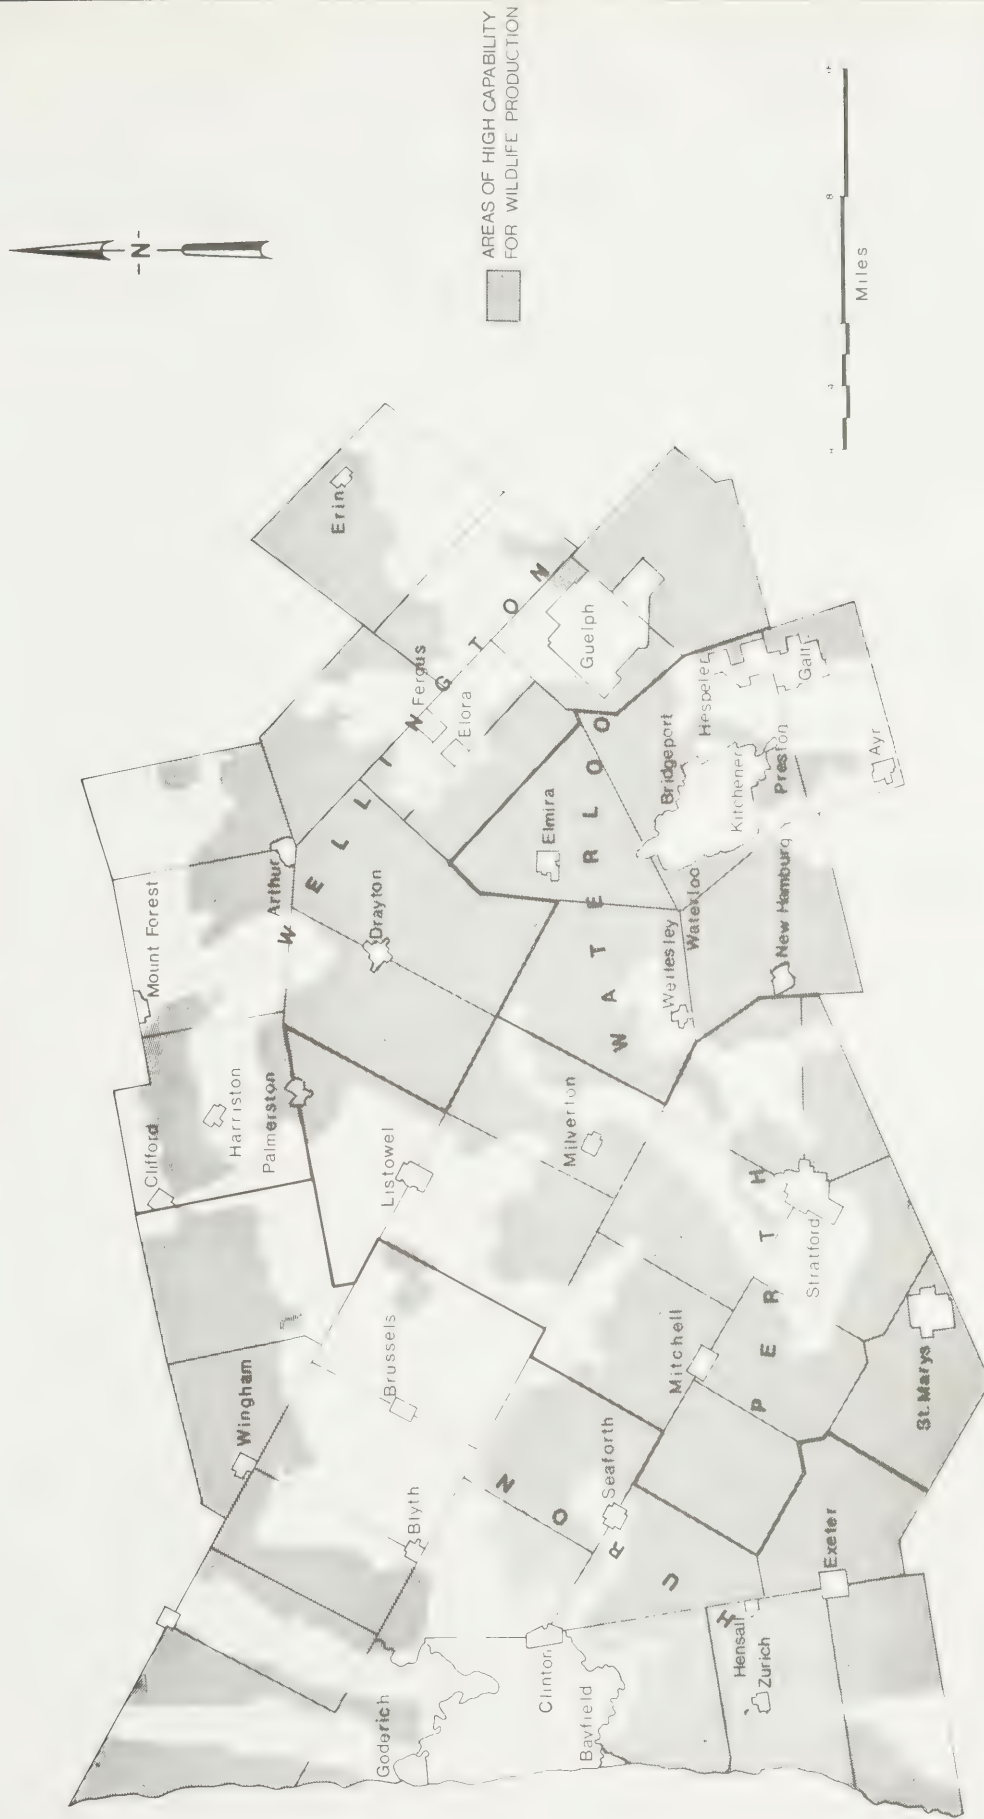 -N-
AREAS OF HIGH CAPABILITY
FOR WILDLIFE PRODUCTION
Miles
Clifford
Mount Forest
Harriston
Palmerston
Arthur
Wingham
Listowel
Drayton
Erin
Fergus
Elora
Brussels
Blyth
Goderich
Clinton
Bayfield
Seaforth
Mitchell
Milverton
Elmira
Guelph
Wellesley
Waterloo
Bridgeport
Kitchener
Hespeler
Preston
Galt
Ayr
New Hamburg
Stratford
St. Marys
Exeter
Hensall
Zurich
HURON
PERTH
WATERLOO
WELLINGTON